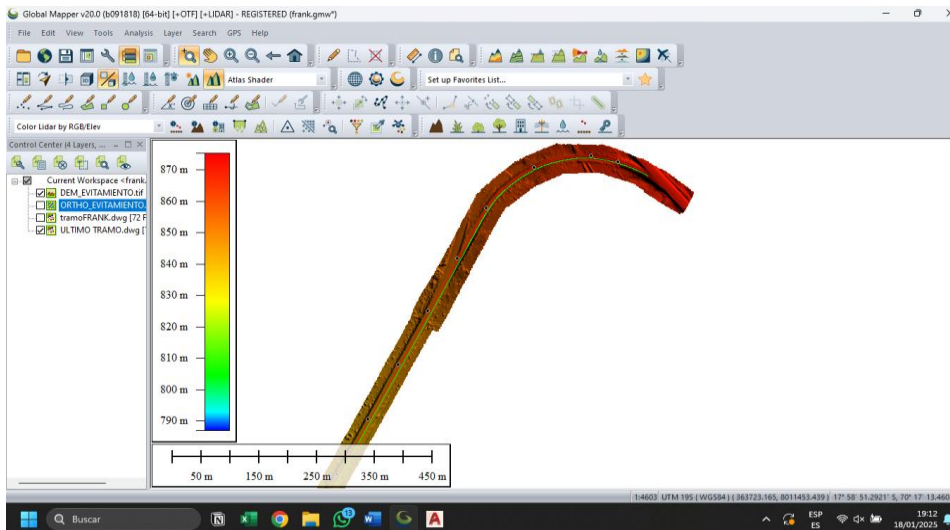 Global Mapper v20.0 (b091818) [64-bit] [+OTF] [+LIDAR] - REGISTERED (frank.gmw*)
File Edit View Tools Analysis Layer Search GPS Help
Atlas Shader
Set up Favorites List...
Color Lidar by RGB/Elev
Control Center (4 Layers, ...
Current Workspace <frank.
DEM_EVITAMIENTO.tif
ORTHO_EVITAMIENTO.
tramoFRANK.dwg [72 F
ULTIMO TRAMO.dwg [
870 m
860 m
850 m
840 m
830 m
820 m
810 m
800 m
790 m
50 m 150 m 250 m 350 m 450 m
1:4603 UTM 19S ( WGS84 ) ( 363723.165, 8011453.439 ) 17° 58' 51.2921" S, 70° 17' 13.460
Buscar
13
ESP
ES
19:12
18/01/2025